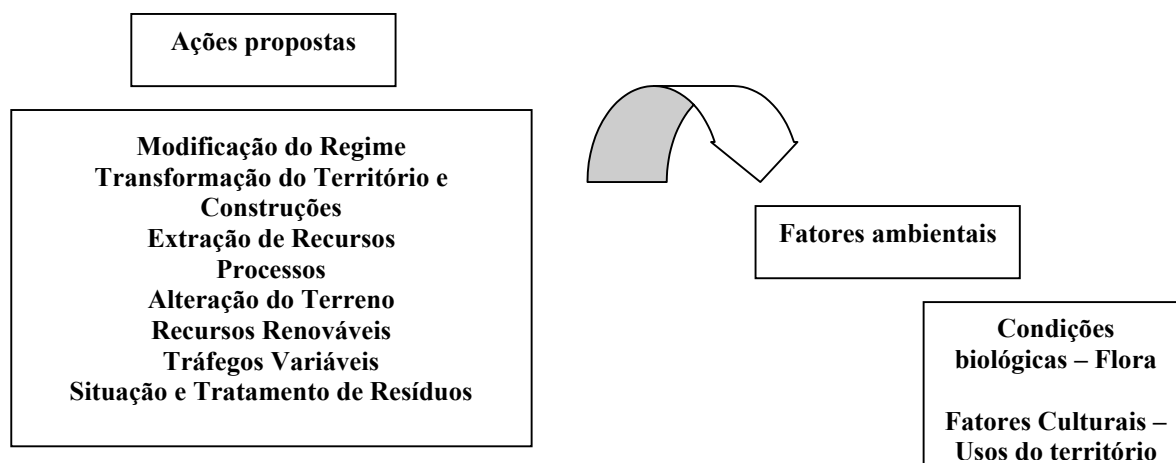 Ações propostas
Modificação do Regime
Transformação do Território e
Construções
Extração de Recursos
Processos
Alteração do Terreno
Recursos Renováveis
Tráfegos Variáveis
Situação e Tratamento de Resíduos
Fatores ambientais
Condições
biológicas – Flora
Fatores Culturais –
Usos do território